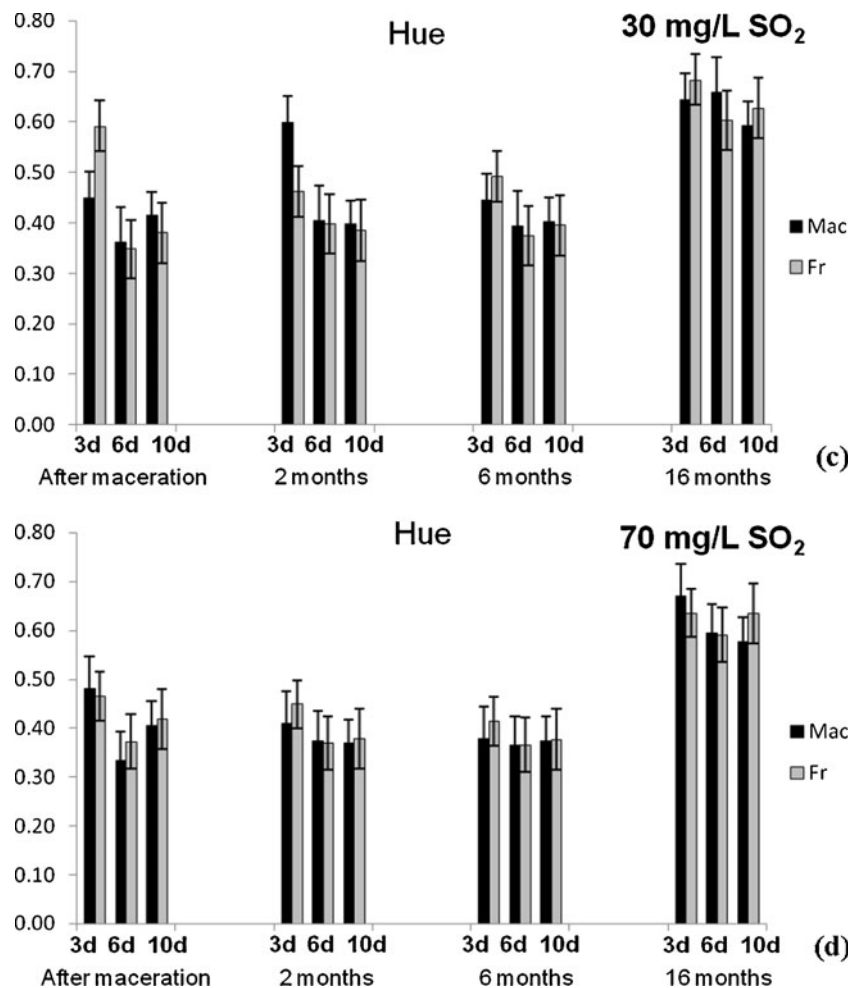 Hue
30 mg/L SO₂
0.80
0.70
0.60
0.50
0.40
0.30
0.20
0.10
0.00
Mac
Fr
3d 6d 10d 3d 6d 10d 3d 6d 10d 3d 6d 10d
After maceration 2 months 6 months 16 months
(c)
Hue
70 mg/L SO₂
0.80
0.70
0.60
0.50
0.40
0.30
0.20
0.10
0.00
Mac
Fr
3d 6d 10d 3d 6d 10d 3d 6d 10d 3d 6d 10d
After maceration 2 months 6 months 16 months
(d)